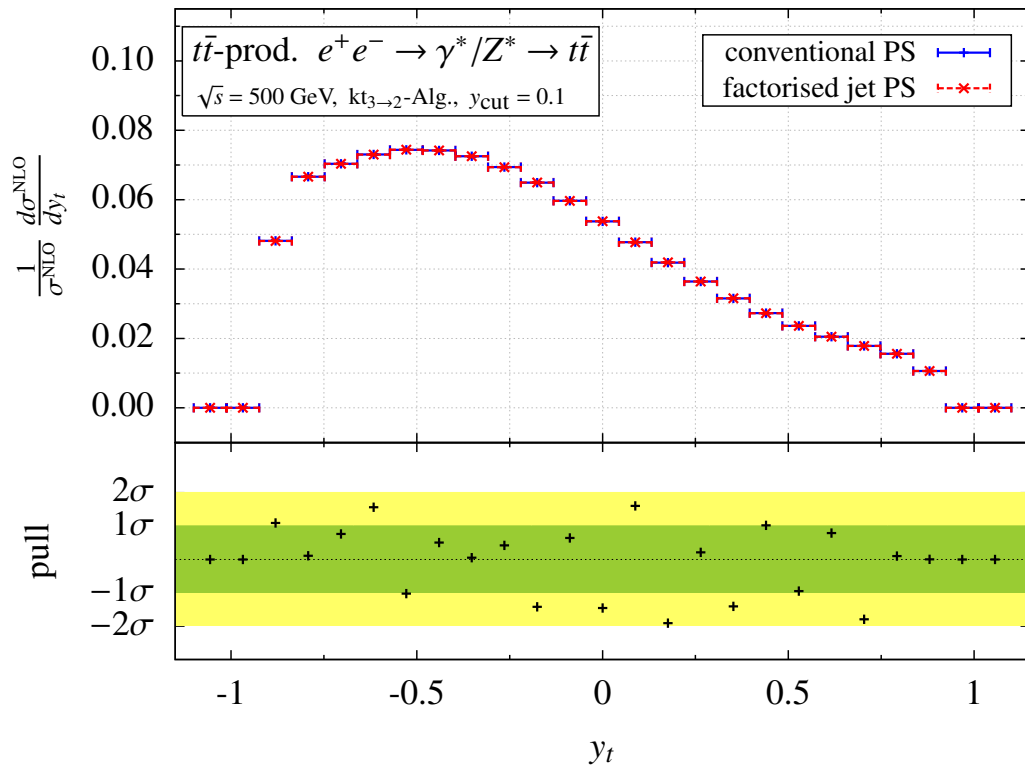 tt̄-prod. e⁺e⁻ → γ*/Z* → tt̄
√s = 500 GeV, kt₃→₂-Alg., y_cut = 0.1
conventional PS
factorised jet PS
1/σ^NLO dσ^NLO/dy_t
0.10
0.08
0.06
0.04
0.02
0.00
pull
2σ
1σ
−1σ
−2σ
-1
-0.5
0
0.5
1
y_t